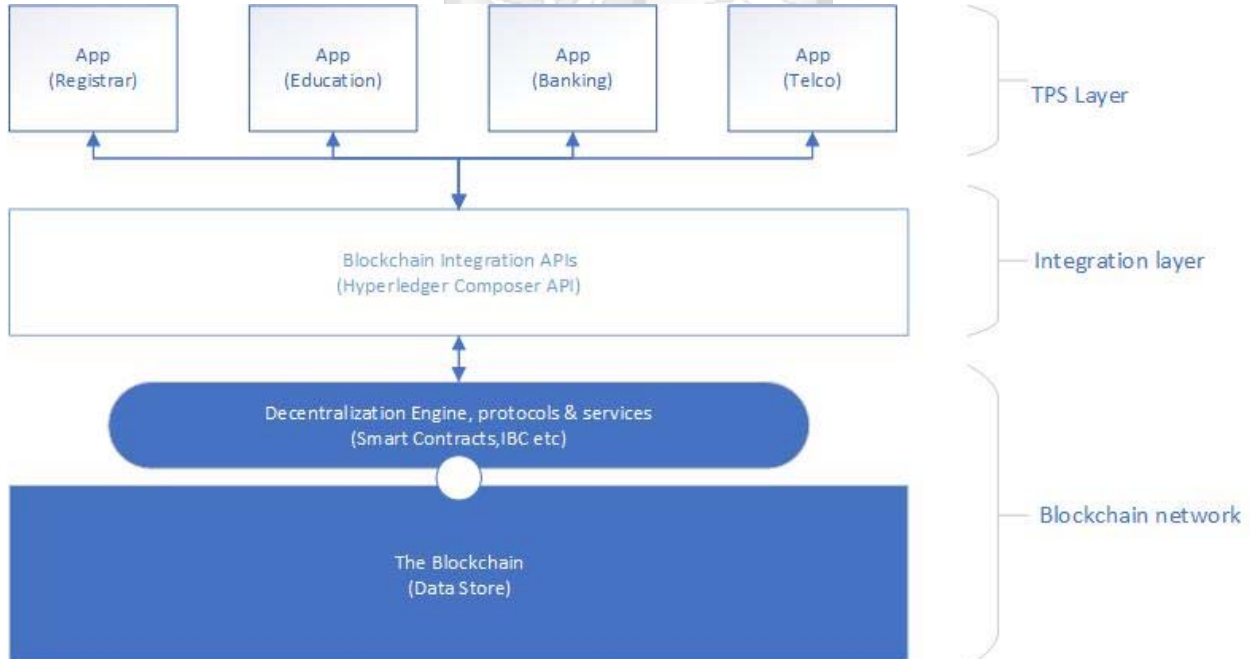 App
(Registrar)
App
(Education)
App
(Banking)
App
(Telco)
TPS Layer
Blockchain Integration APIs
(Hyperledger Composer API)
Integration layer
Decentralization Engine, protocols & services
(Smart Contracts,IBC etc)
Blockchain network
The Blockchain
(Data Store)